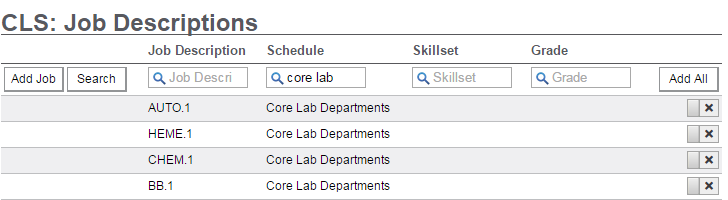 CLS: Job Descriptions
Job Description Schedule Skillset Grade
Add Job Search Job Descri core lab Skillset Grade Add All
AUTO.1 Core Lab Departments
HEME.1 Core Lab Departments
CHEM.1 Core Lab Departments
BB.1 Core Lab Departments